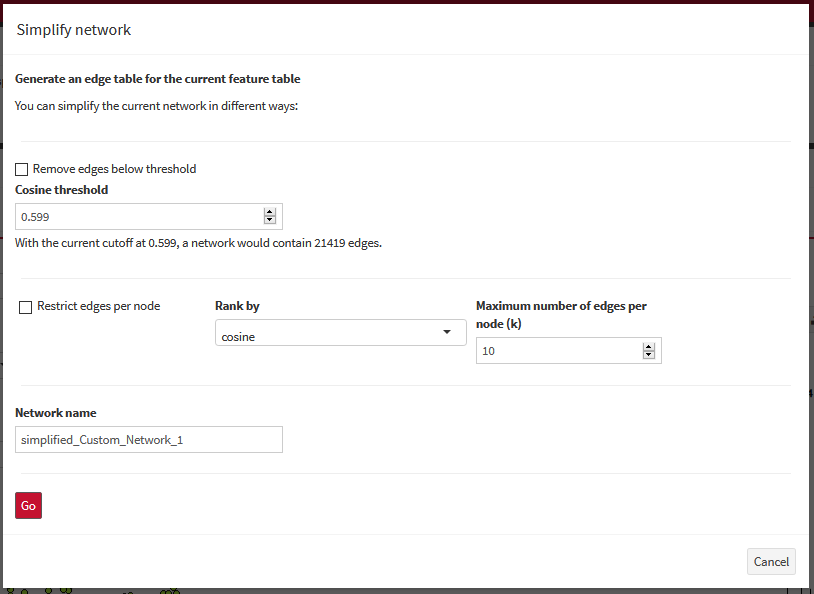 Simplify network
Generate an edge table for the current feature table
You can simplify the current network in different ways:
Remove edges below threshold
Cosine threshold
0.599
With the current cutoff at 0.599, a network would contain 21419 edges.
Restrict edges per node
Rank by
cosine
Maximum number of edges per
node (k)
10
Network name
simplified_Custom_Network_1
Go
Cancel